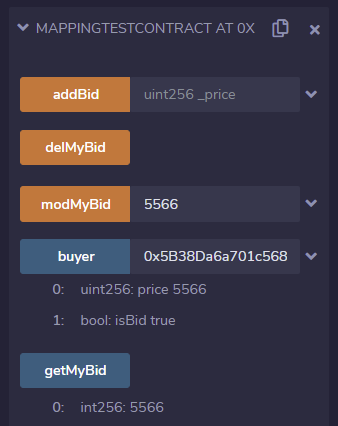 MAPPINGTESTCONTRACT AT 0X
addBid uint256 _price
delMyBid
modMyBid 5566
buyer 0x5B38Da6a701c568
0: uint256: price 5566
1: bool: isBid true
getMyBid
0: int256: 5566